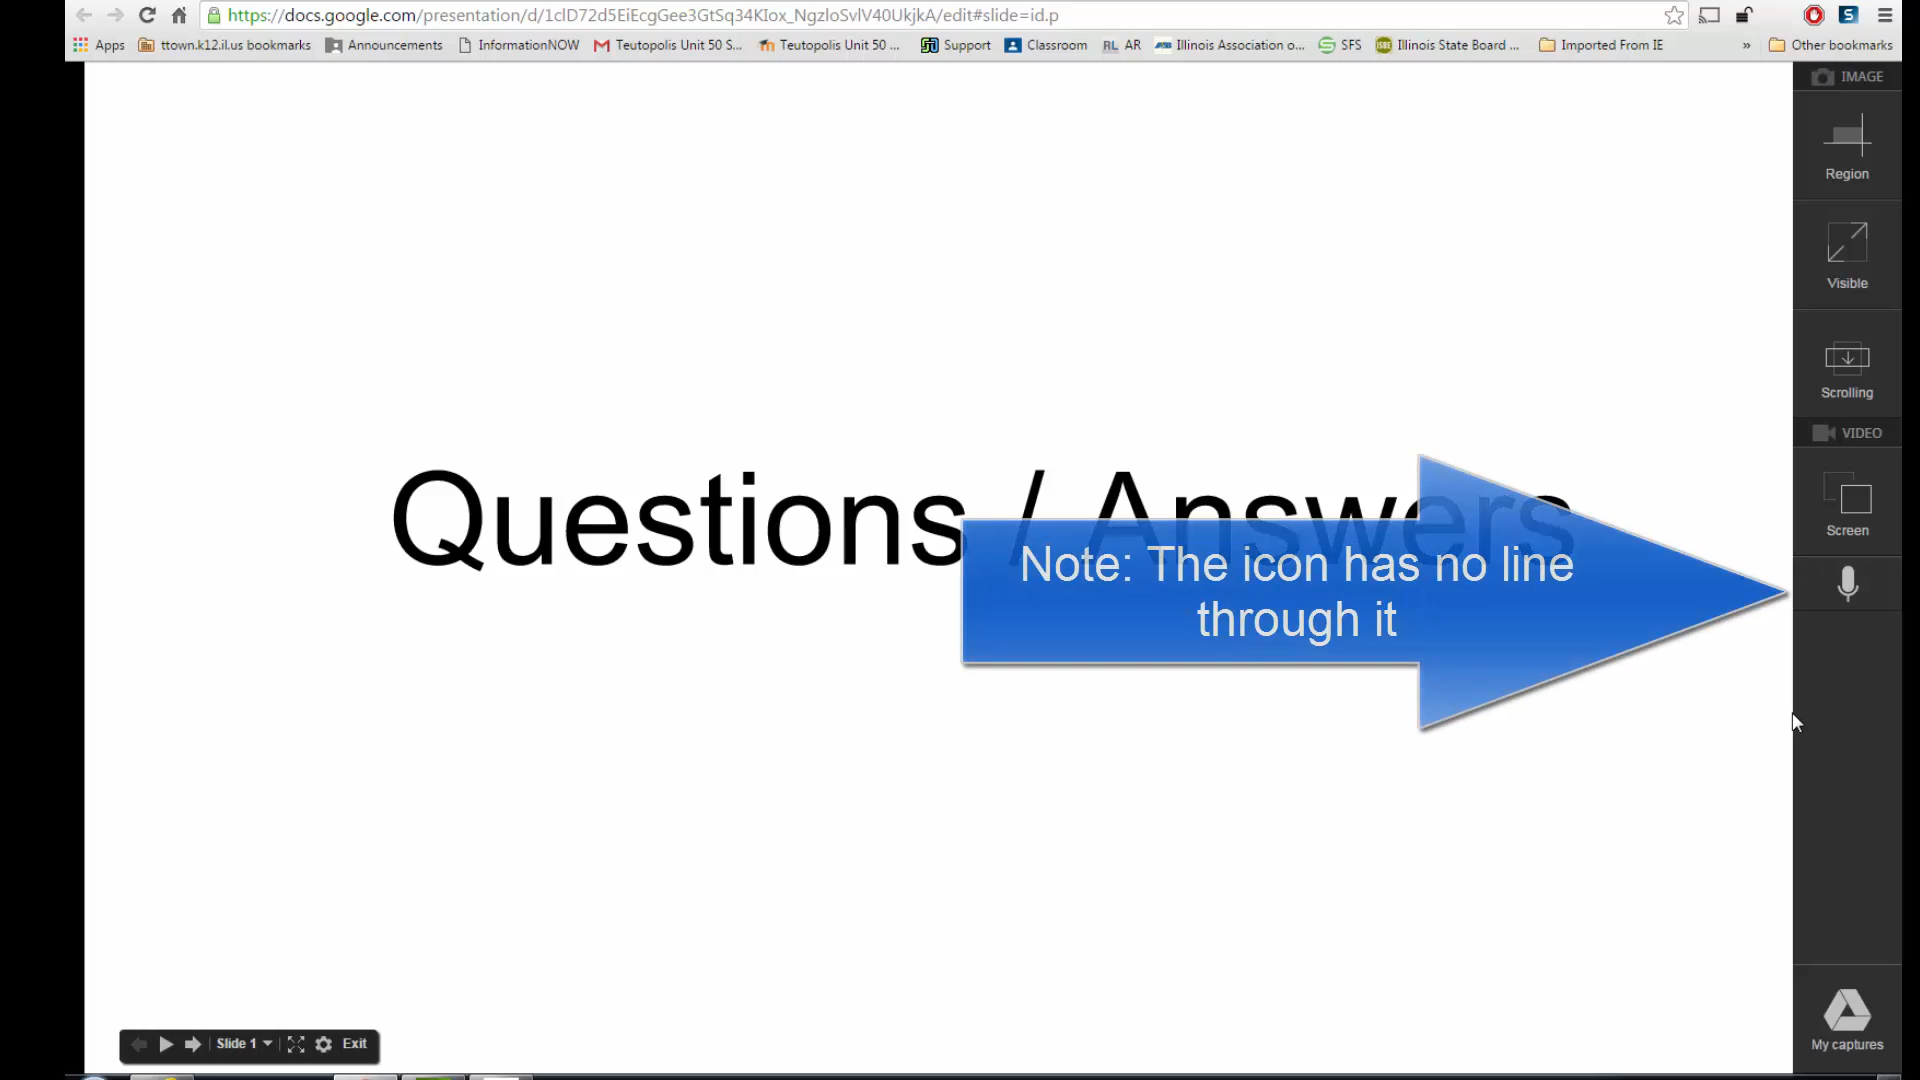 https://docs.google.com/presentation/d/1clD72d5EiEcgGee3GtSq34KIox_NgzloSvlV40UkjkA/edit#slide=id.p
Apps ttown.k12.il.us bookmarks Announcements InformationNOW Teutopolis Unit 50 S... Teutopolis Unit 50 ... Support Classroom RL AR Illinois Association o... SFS Illinois State Board ... Imported From IE » Other bookmarks
IMAGE
Region
Visible
Scrolling
VIDEO
Screen
Questions / Answers
Note: The icon has no line
through it
My captures
Slide 1 Exit